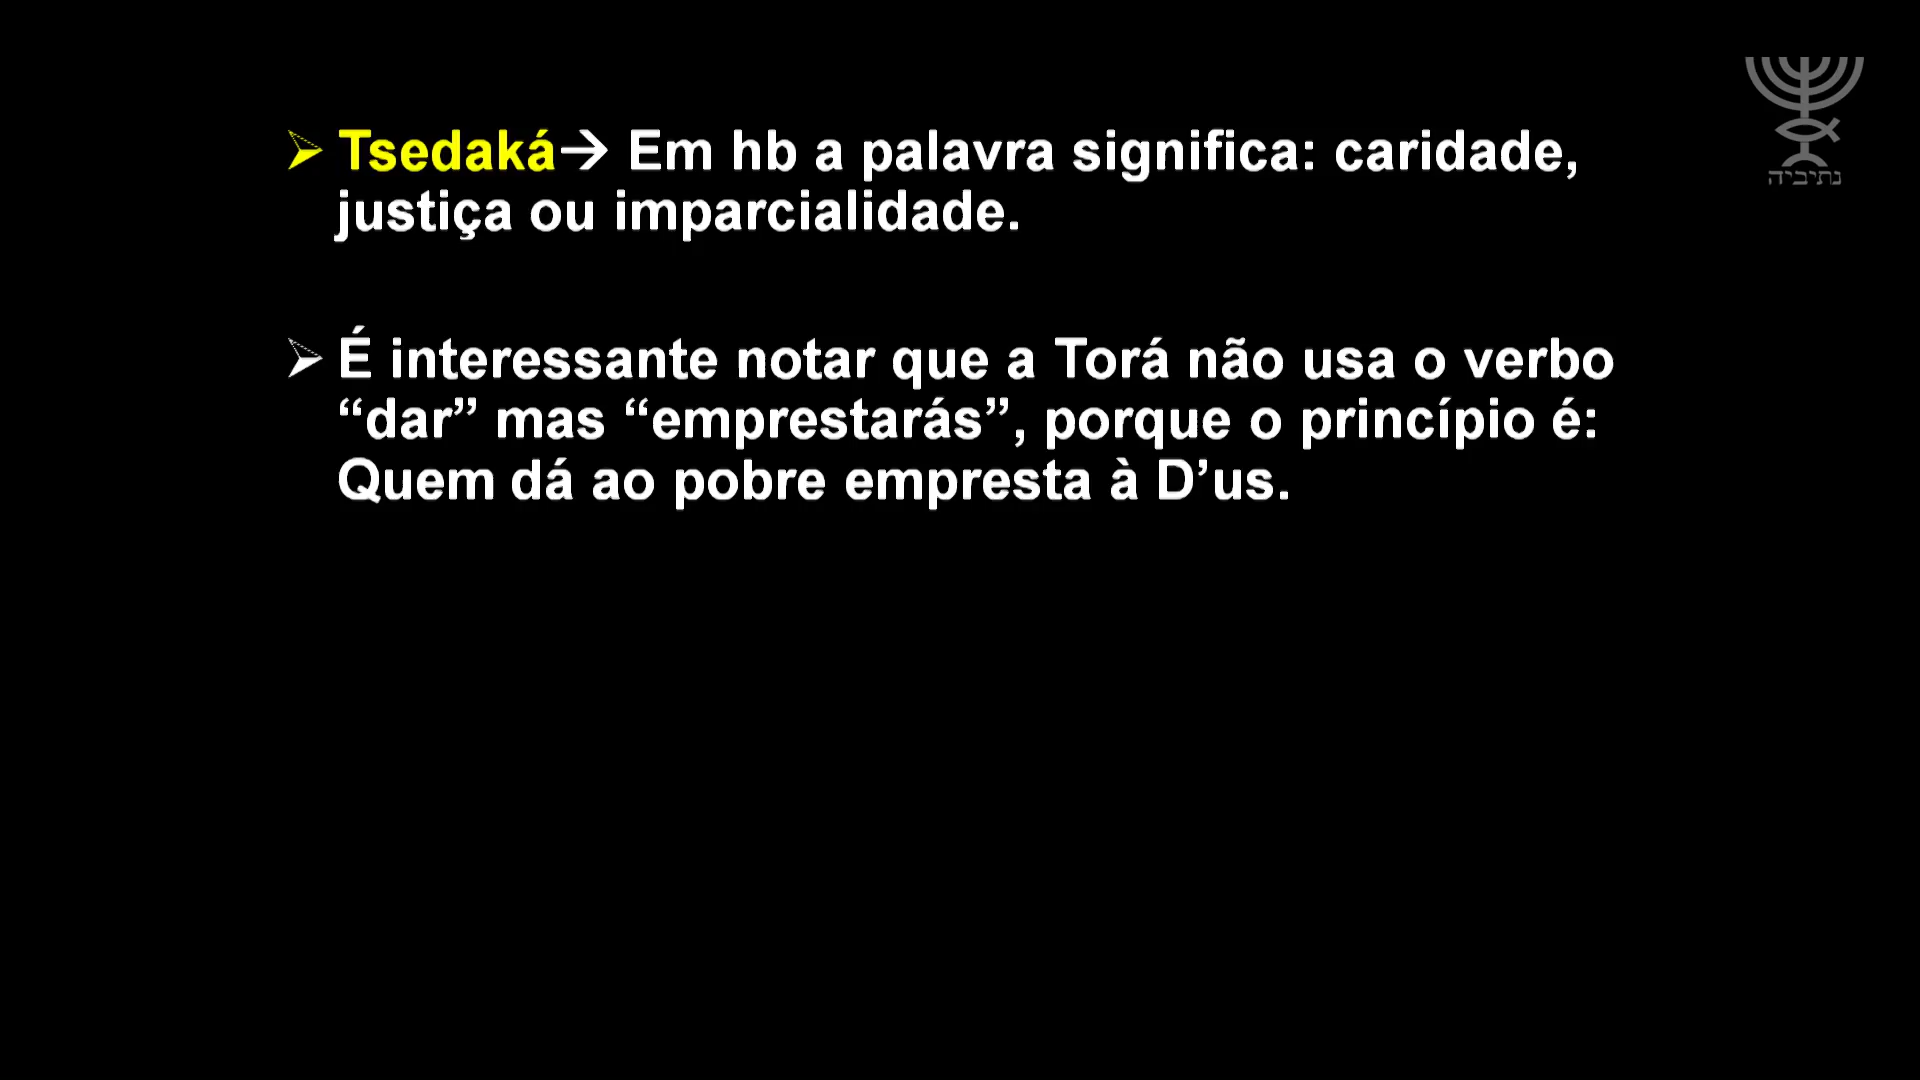 ➢ Tsedaká→ Em hb a palavra significa: caridade,
justiça ou imparcialidade.
➢ É interessante notar que a Torá não usa o verbo
“dar” mas “emprestarás”, porque o princípio é:
Quem dá ao pobre empresta à D’us.
נתיביה